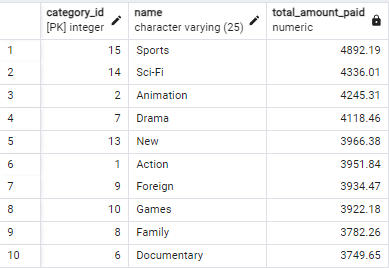 category_id name total_amount_paid
[PK] integer character varying (25) numeric
1 15 Sports 4892.19
2 14 Sci-Fi 4336.01
3 2 Animation 4245.31
4 7 Drama 4118.46
5 13 New 3966.38
6 1 Action 3951.84
7 9 Foreign 3934.47
8 10 Games 3922.18
9 8 Family 3782.26
10 6 Documentary 3749.65